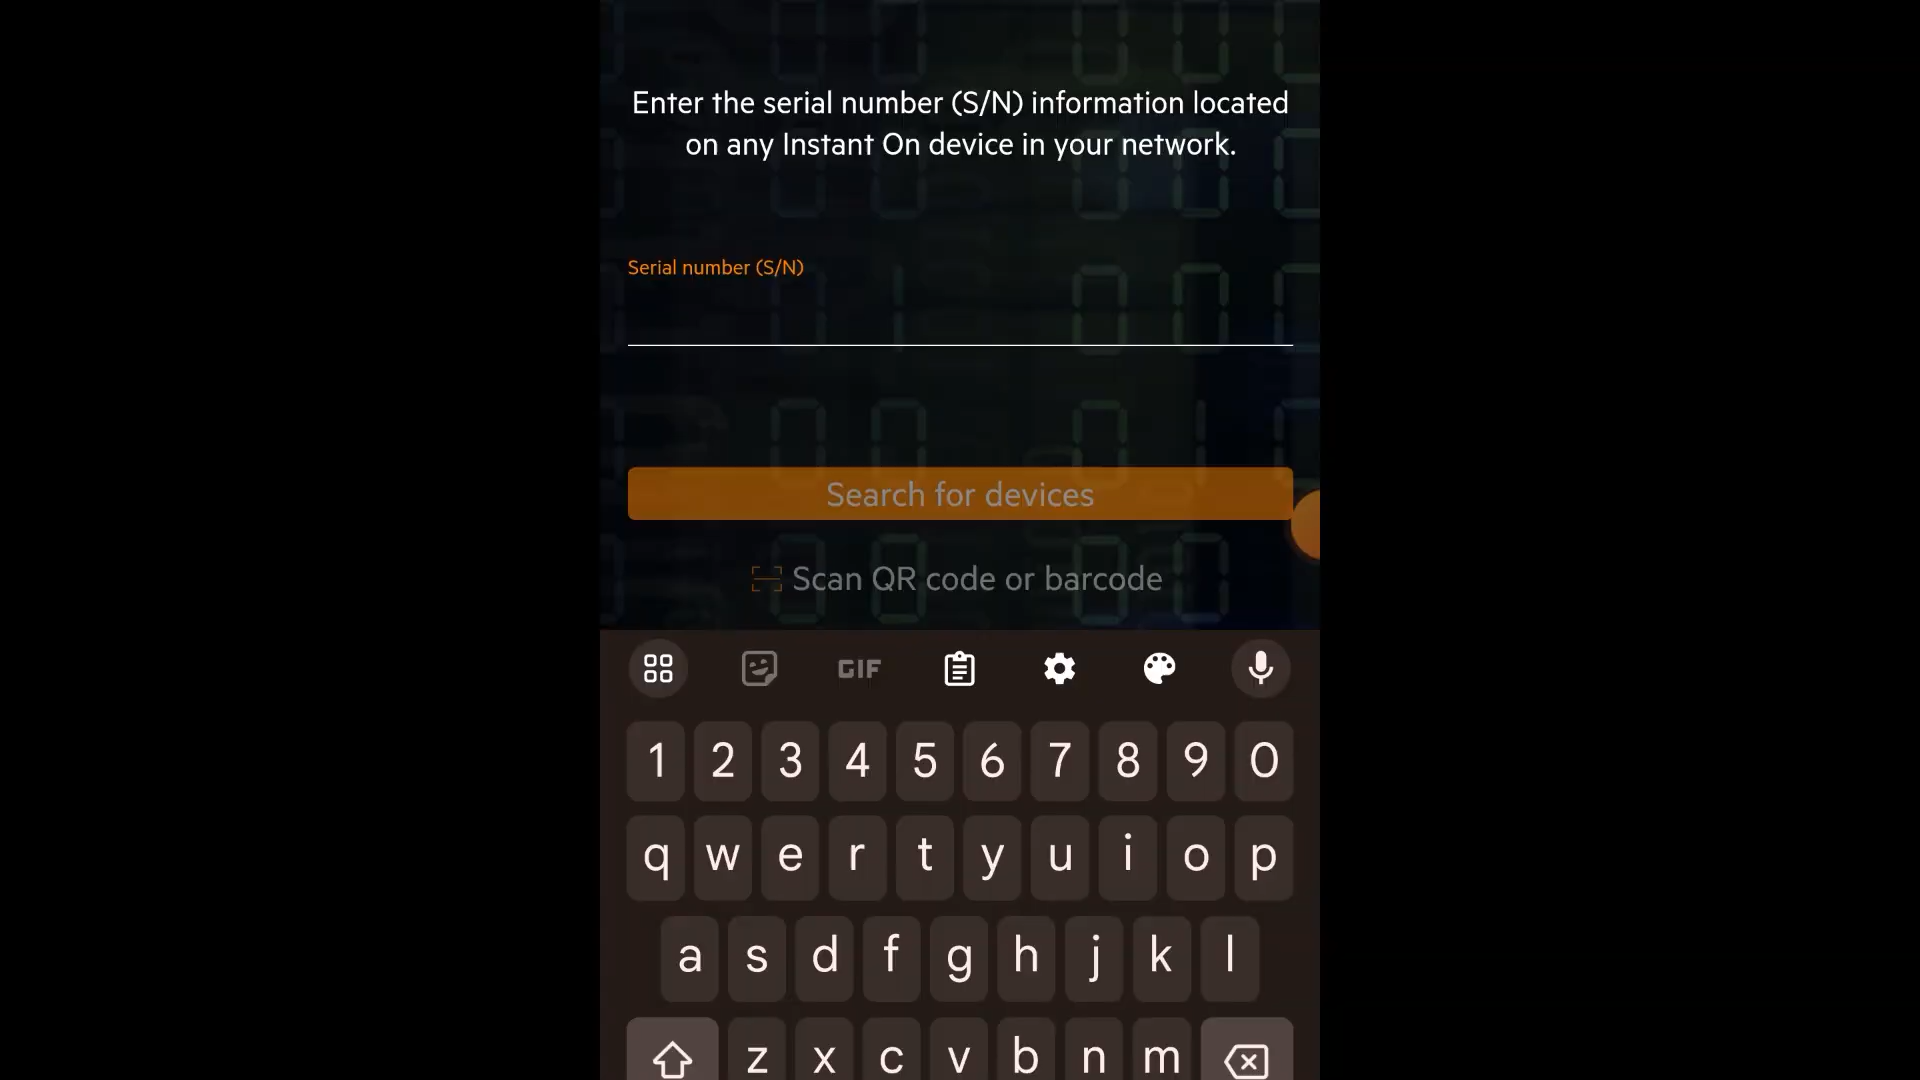 Enter the serial number (S/N) information located
on any Instant On device in your network.
Serial number (S/N)
Search for devices
Scan QR code or barcode
GIF
1 2 3 4 5 6 7 8 9 0
q w e r t y u i o p
a s d f g h j k l
z x c v b n m